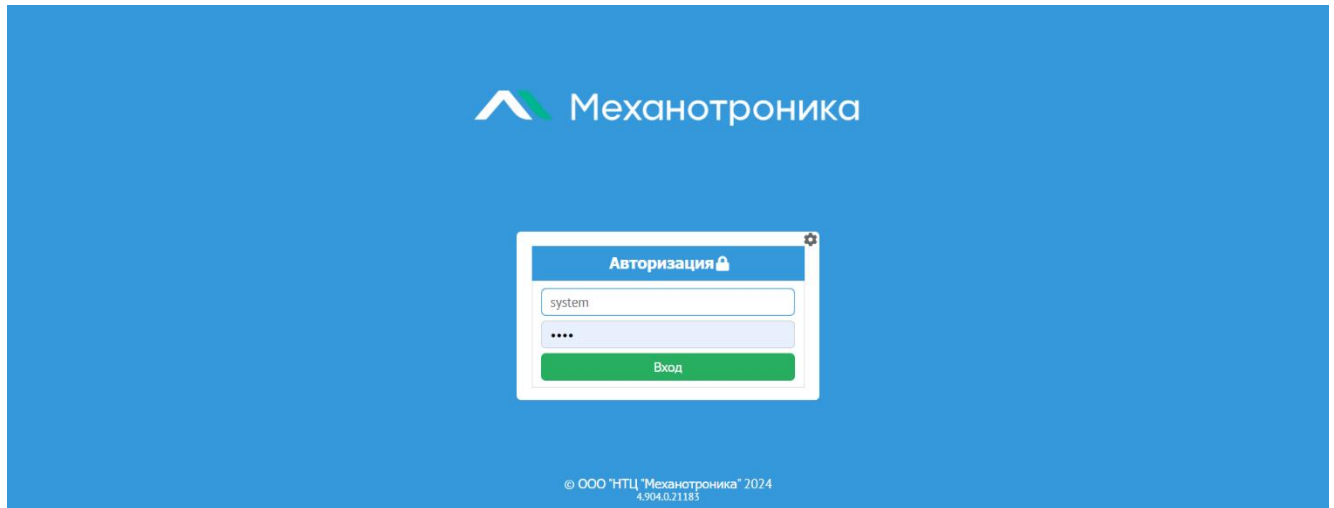 Механотроника
Авторизация
system
••••
Вход
© ООО "НТЦ "Механотроника" 2024
4.904.0.21183